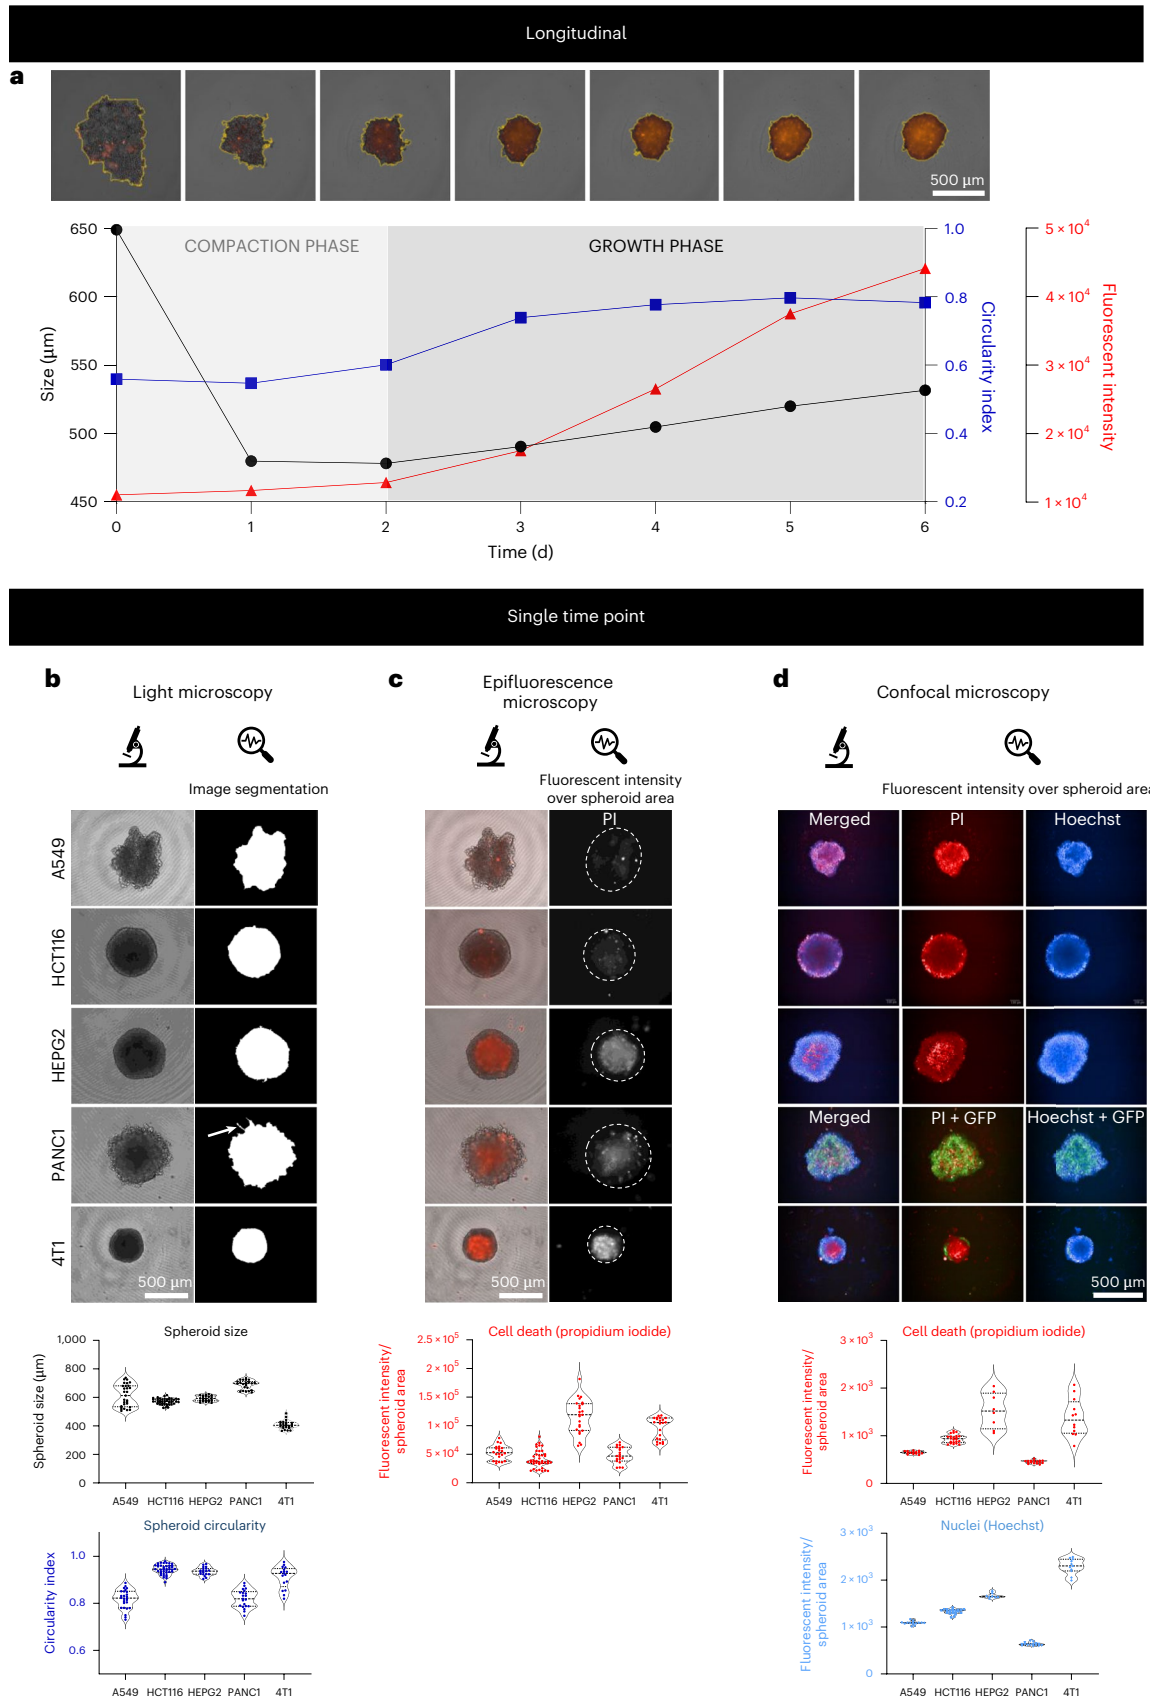 Longitudinal
a
500 µm
COMPACTION PHASE
GROWTH PHASE
650
600
550
500
450
Size (µm)
1.0
0.8
0.6
0.4
0.2
Circularity index
5 × 10⁴
4 × 10⁴
3 × 10⁴
2 × 10⁴
1 × 10⁴
Fluorescent intensity
0 1 2 3 4 5 6
Time (d)
Single time point
b
Light microscopy
Image segmentation
A549
HCT116
HEPG2
PANC1
4T1
500 µm
Spheroid size
Spheroid size (µm)
1,000
800
600
400
200
0
A549 HCT116 HEPG2 PANC1 4T1
Spheroid circularity
Circularity index
1.0
0.8
0.6
A549 HCT116 HEPG2 PANC1 4T1
c
Epifluorescence
microscopy
Fluorescent intensity
over spheroid area
PI
500 µm
Cell death (propidium iodide)
Fluorescent intensity/
spheroid area
2.5 × 10⁵
2 × 10⁵
1.5 × 10⁵
1 × 10⁵
5 × 10⁴
0
A549 HCT116 HEPG2 PANC1 4T1
d
Confocal microscopy
Fluorescent intensity over spheroid area
Merged PI Hoechst
Merged PI + GFP Hoechst + GFP
500 µm
Cell death (propidium iodide)
Fluorescent intensity/
spheroid area
3 × 10³
2 × 10³
1 × 10³
0
A549 HCT116 HEPG2 PANC1 4T1
Nuclei (Hoechst)
Fluorescent intensity/
spheroid area
3 × 10³
2 × 10³
1 × 10³
0
A549 HCT116 HEPG2 PANC1 4T1